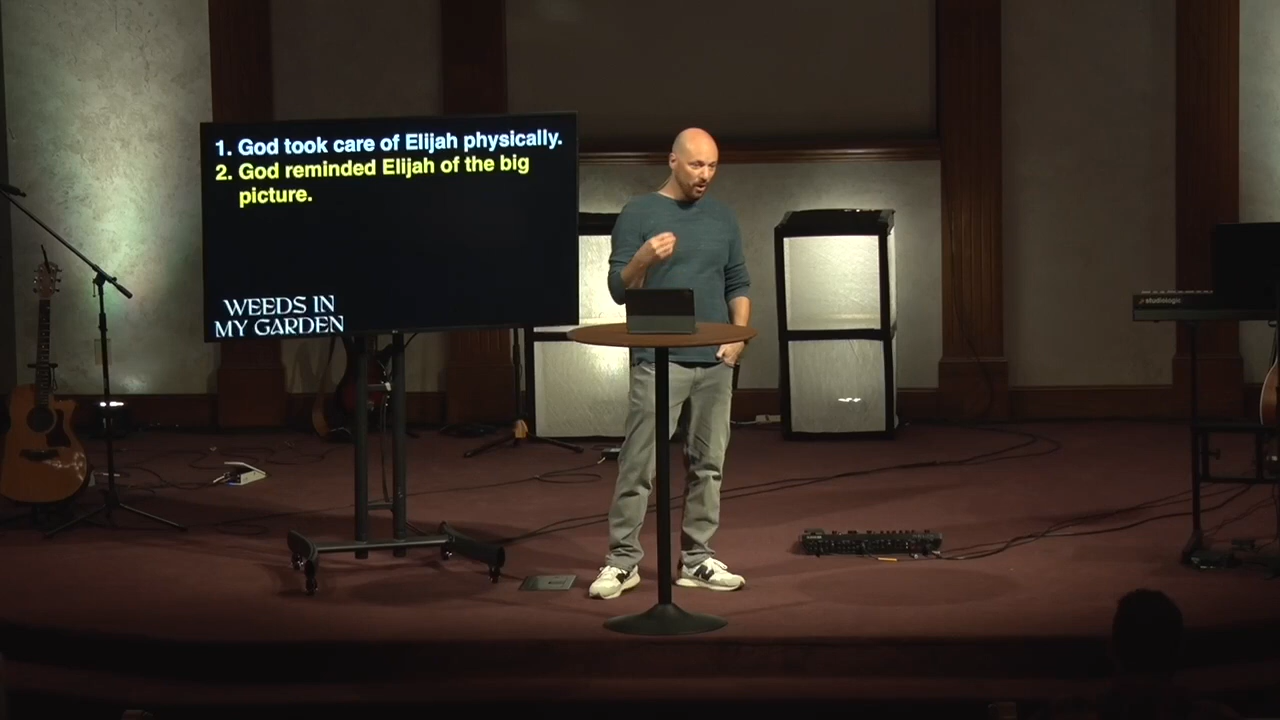 1. God took care of Elijah physically.
2. God reminded Elijah of the big
picture.
WEEDS IN
MY GARDEN
studiologic